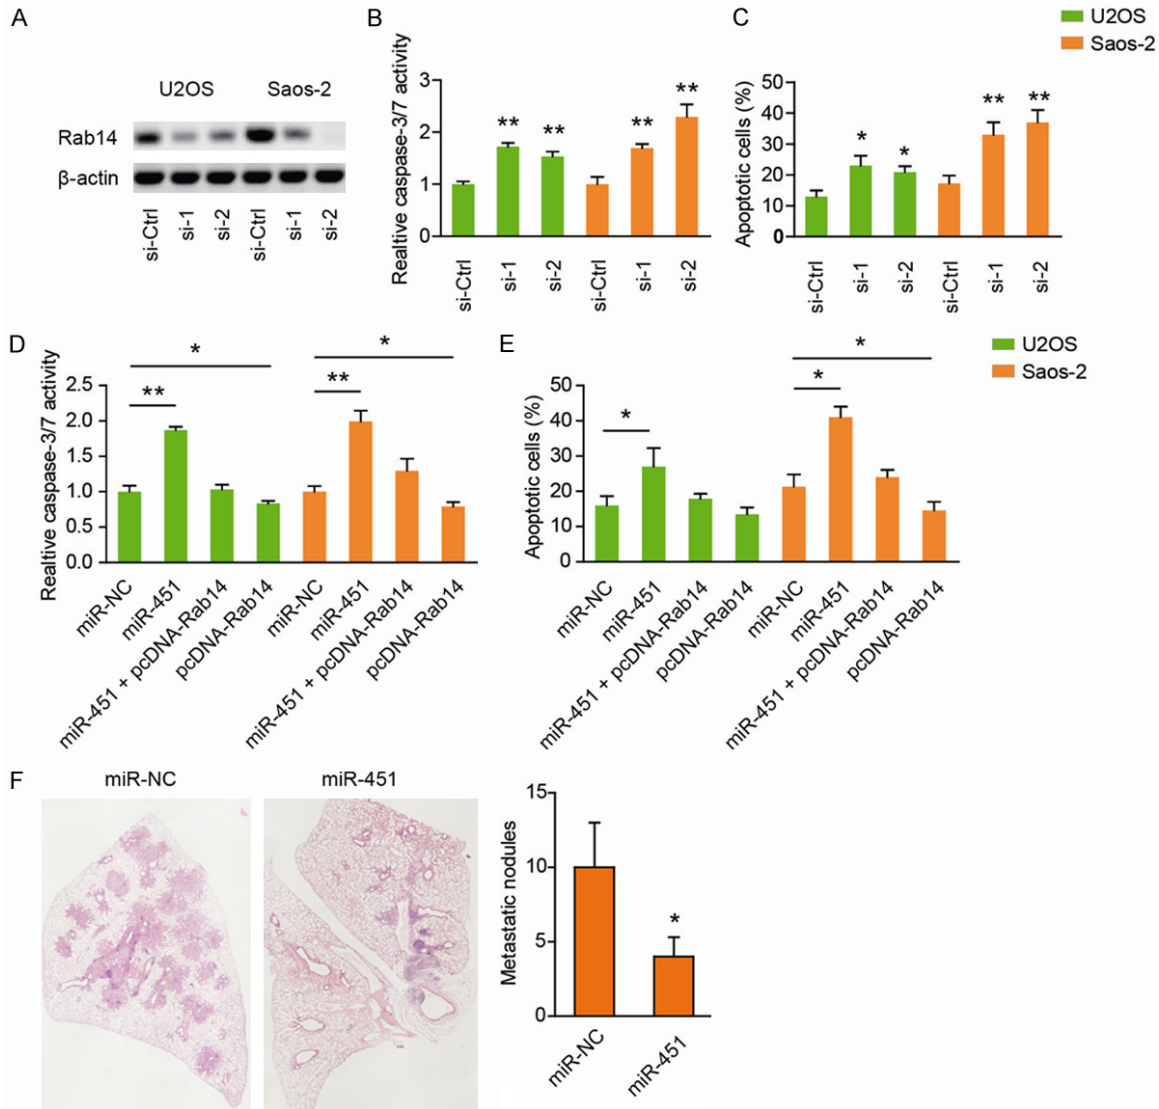 A
U2OS Saos-2
Rab14
β-actin
si-Ctrl
si-1
si-2
si-Ctrl
si-1
si-2
B
Realtive caspase-3/7 activity
3
2
1
0
** ** ** **
si-Ctrl
si-1
si-2
si-Ctrl
si-1
si-2
C
U2OS
Saos-2
Apoptotic cells (%)
50
40
30
20
10
0
* * ** **
si-Ctrl
si-1
si-2
si-Ctrl
si-1
si-2
D
Realtive caspase-3/7 activity
2.5
2.0
1.5
1.0
0.5
0.0
* *
** **
miR-NC
miR-451
miR-451 + pcDNA-Rab14
pcDNA-Rab14
miR-NC
miR-451
miR-451 + pcDNA-Rab14
pcDNA-Rab14
E
U2OS
Saos-2
Apoptotic cells (%)
50
40
30
20
10
0
*
* *
miR-NC
miR-451
miR-451 + pcDNA-Rab14
pcDNA-Rab14
miR-NC
miR-451
miR-451 + pcDNA-Rab14
pcDNA-Rab14
F
miR-NC miR-451
Metastatic nodules
15
10
5
0
*
miR-NC
miR-451